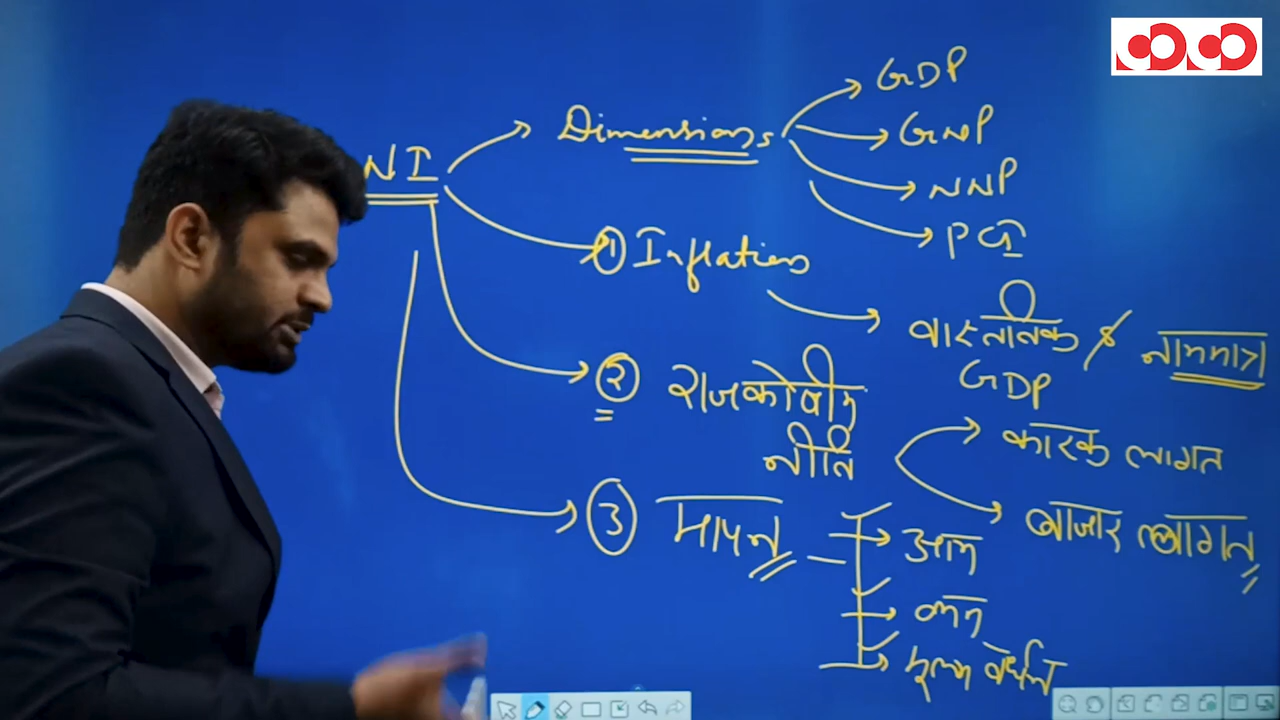 NI
Dimensions
GDP
GNP
NNP
PCI
① Inflation
वास्तविक & नाममात्र
GDP
② राजकोषीय
नीति
कारक लागत
बाजार लागत
③ मापन
आय
व्यय
मूल्य वर्धित